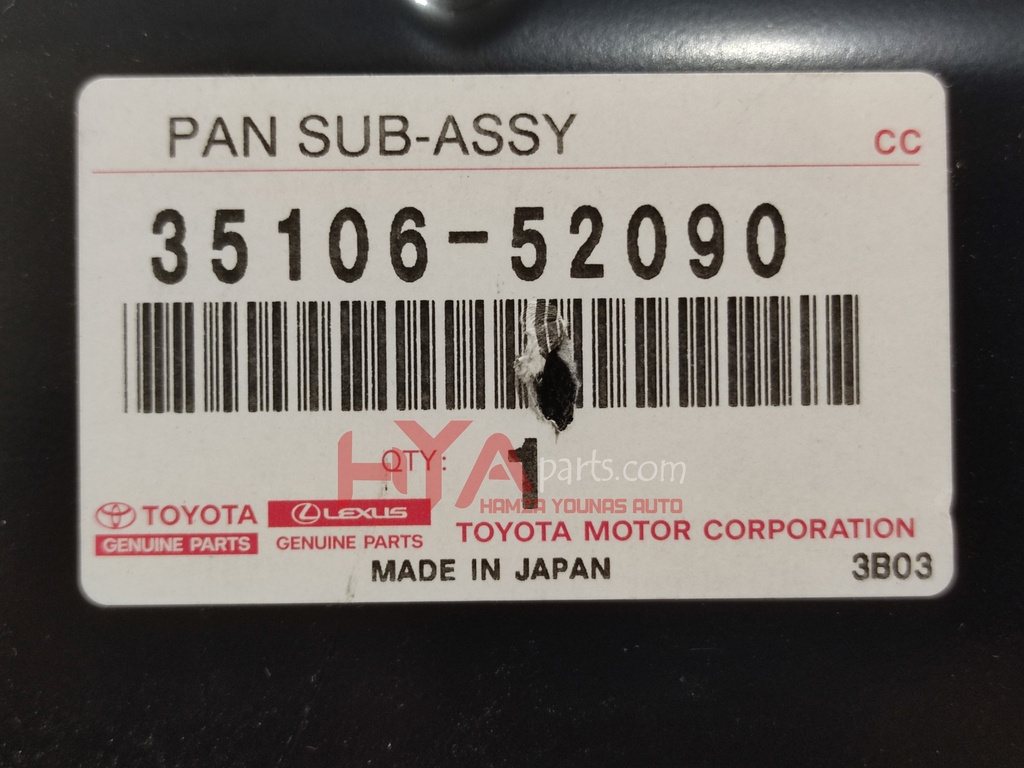 PAN SUB-ASSY
CC
35106-52090
QTY: 1
HYA parts.com
HAMZA YOUNAS AUTO
TOYOTA
GENUINE PARTS
LEXUS
GENUINE PARTS
TOYOTA MOTOR CORPORATION
MADE IN JAPAN
3B03